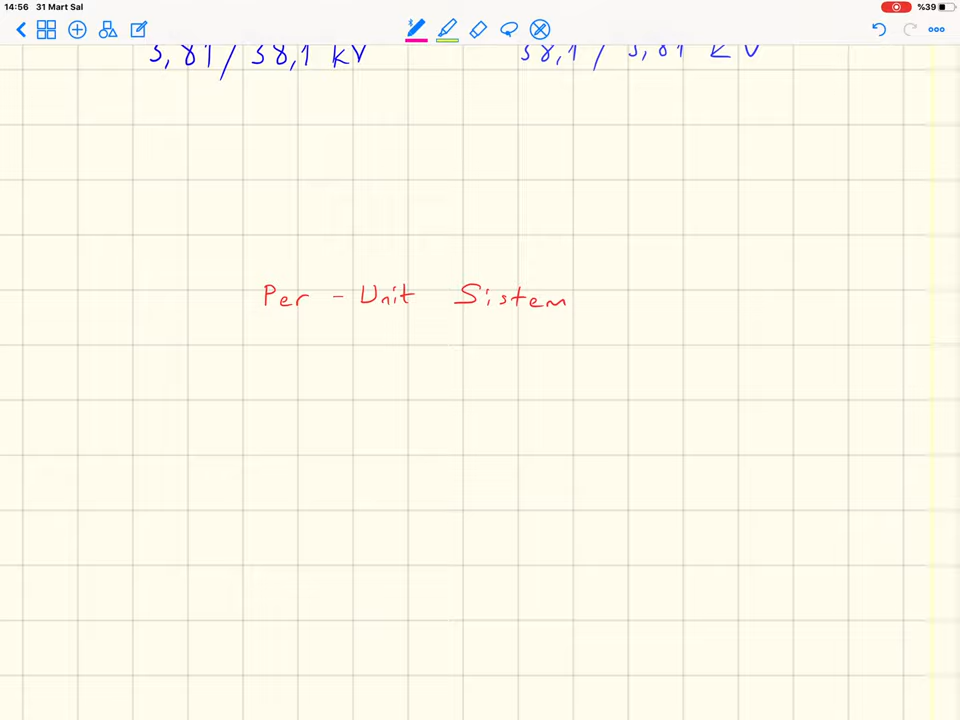 14:56 31 Mart Sal %39
3,81 / 38,1 kV 38,1 / 3,81 kV
Per - Unit Sistem